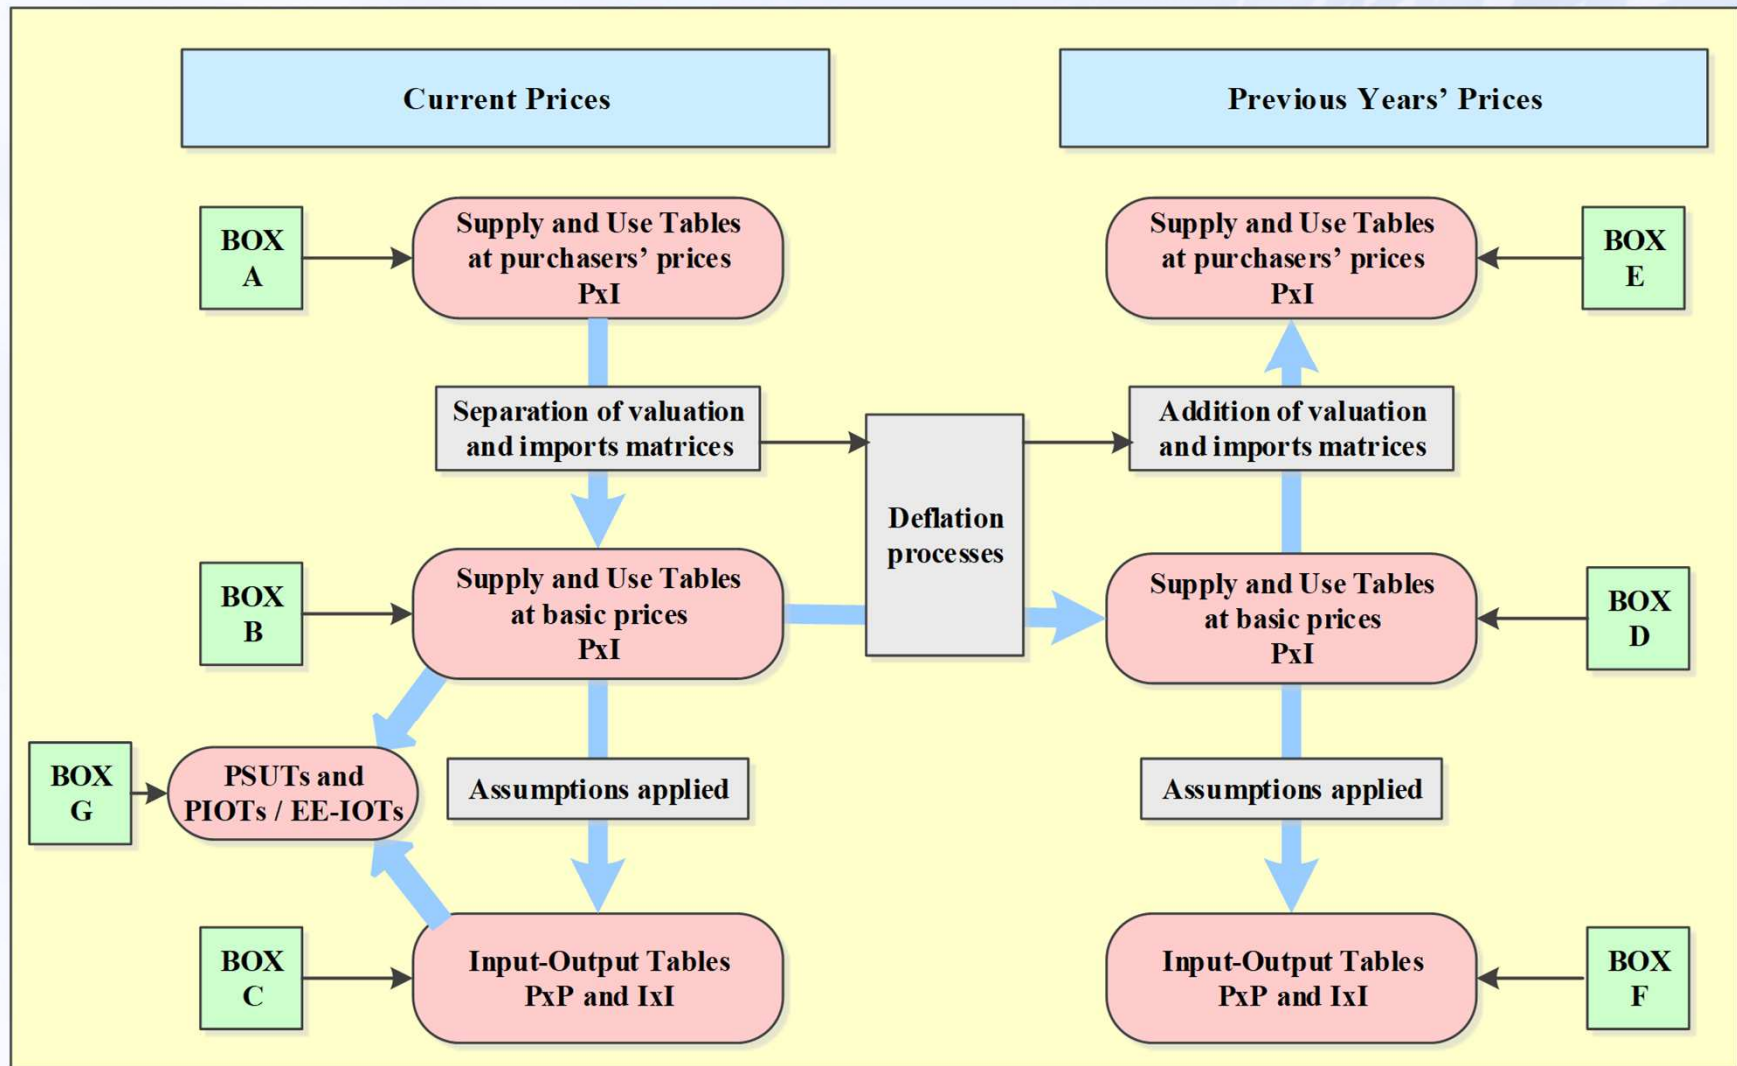 Current Prices
Previous Years’ Prices
BOX
A
Supply and Use Tables
at purchasers’ prices
PxI
Supply and Use Tables
at purchasers’ prices
PxI
BOX
E
Separation of valuation
and imports matrices
Deflation
processes
Addition of valuation
and imports matrices
BOX
B
Supply and Use Tables
at basic prices
PxI
Supply and Use Tables
at basic prices
PxI
BOX
D
BOX
G
PSUTs and
PIOTs / EE-IOTs
Assumptions applied
Assumptions applied
BOX
C
Input-Output Tables
PxP and IxI
Input-Output Tables
PxP and IxI
BOX
F